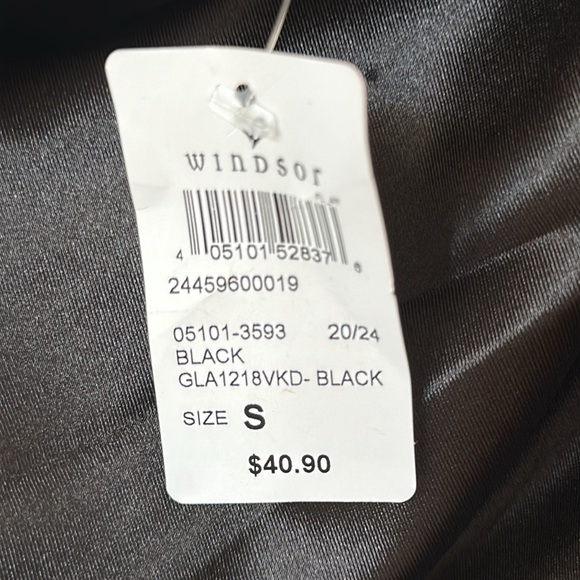 WINDSOR
4 05101 52837 8
24459600019
05101-3593 20/24
BLACK
GLA1218VKD- BLACK
SIZE S
$40.90